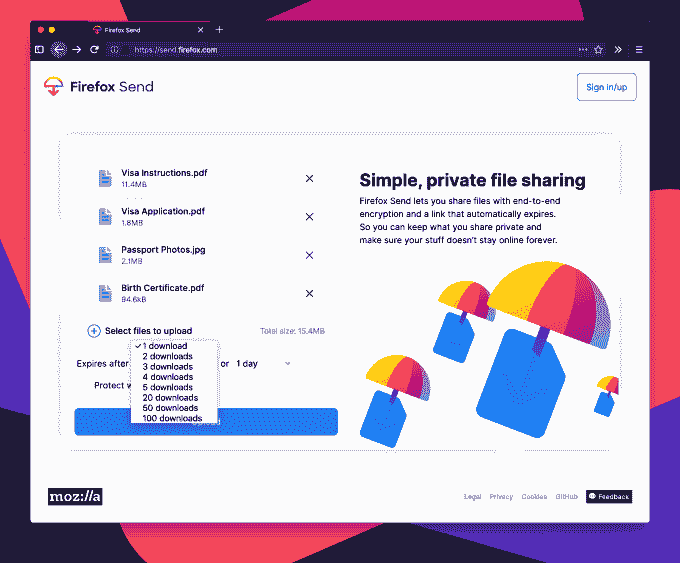 Firefox Send
https://send.firefox.com
Firefox Send
Sign in/up
Visa Instructions.pdf
11.4MB
Visa Application.pdf
1.8MB
Passport Photos.jpg
2.1MB
Birth Certificate.pdf
94.6kB
Select files to upload
Total size: 15.4MB
Expires after
or 1 day
Protect w
✓ 1 download
2 downloads
3 downloads
4 downloads
5 downloads
20 downloads
50 downloads
100 downloads
Simple, private file sharing
Firefox Send lets you share files with end-to-end
encryption and a link that automatically expires.
So you can keep what you share private and
make sure your stuff doesn't stay online forever.
moz://a
Legal
Privacy
Cookies
GitHub
Feedback